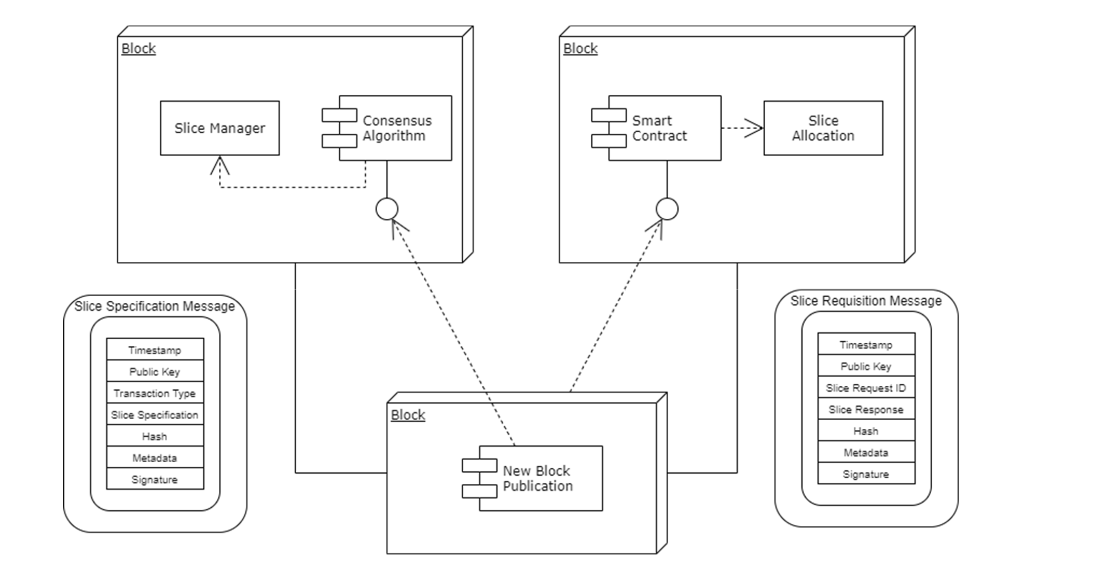 Block
Slice Manager
Consensus
Algorithm
Block
Smart
Contract
Slice
Allocation
Slice Specification Message
Timestamp
Public Key
Transaction Type
Slice Specification
Hash
Metadata
Signature
Block
New Block
Publication
Slice Requisition Message
Timestamp
Public Key
Slice Request ID
Slice Response
Hash
Metadata
Signature